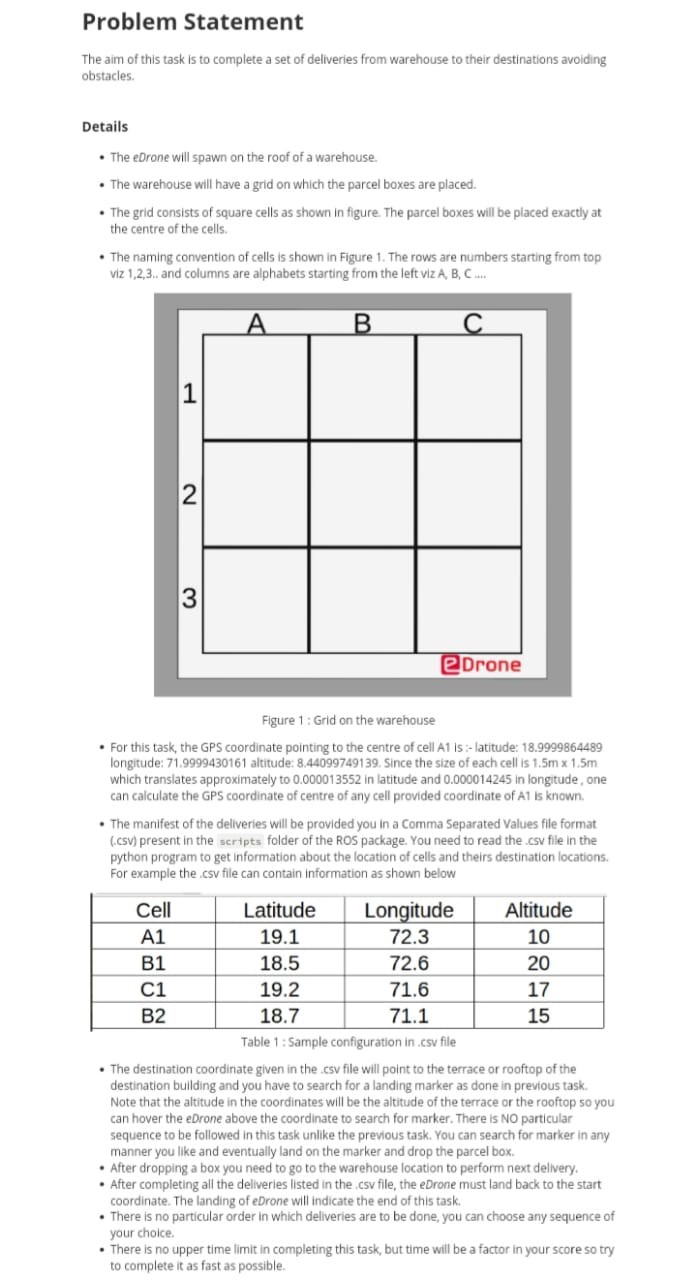 Problem Statement
The aim of this task is to complete a set of deliveries from warehouse to their destinations avoiding
obstacles.
Details
• The eDrone will spawn on the roof of a warehouse.
• The warehouse will have a grid on which the parcel boxes are placed.
• The grid consists of square cells as shown in figure. The parcel boxes will be placed exactly at
the centre of the cells.
• The naming convention of cells is shown in Figure 1. The rows are numbers starting from top
viz 1,2,3.. and columns are alphabets starting from the left viz A, B, C ....
A B C
1
2
3
eDrone
Figure 1 : Grid on the warehouse
• For this task, the GPS coordinate pointing to the centre of cell A1 is :- latitude: 18.9999864489
longitude: 71.9999430161 altitude: 8.44099749139. Since the size of each cell is 1.5m x 1.5m
which translates approximately to 0.000013552 in latitude and 0.000014245 in longitude , one
can calculate the GPS coordinate of centre of any cell provided coordinate of A1 is known.
• The manifest of the deliveries will be provided you in a Comma Separated Values file format
(.csv) present in the scripts folder of the ROS package. You need to read the .csv file in the
python program to get information about the location of cells and theirs destination locations.
For example the .csv file can contain information as shown below
Cell Latitude Longitude Altitude
A1 19.1 72.3 10
B1 18.5 72.6 20
C1 19.2 71.6 17
B2 18.7 71.1 15
Table 1 : Sample configuration in .csv file
• The destination coordinate given in the .csv file will point to the terrace or rooftop of the
destination building and you have to search for a landing marker as done in previous task.
Note that the altitude in the coordinates will be the altitude of the terrace or the rooftop so you
can hover the eDrone above the coordinate to search for marker. There is NO particular
sequence to be followed in this task unlike the previous task. You can search for marker in any
manner you like and eventually land on the marker and drop the parcel box.
• After dropping a box you need to go to the warehouse location to perform next delivery.
• After completing all the deliveries listed in the .csv file, the eDrone must land back to the start
coordinate. The landing of eDrone will indicate the end of this task.
• There is no particular order in which deliveries are to be done, you can choose any sequence of
your choice.
• There is no upper time limit in completing this task, but time will be a factor in your score so try
to complete it as fast as possible.